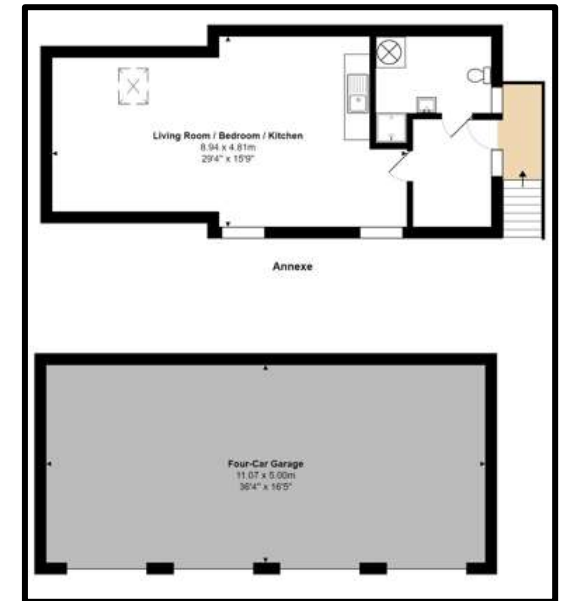 Living Room / Bedroom / Kitchen
8.94 x 4.81m
29'4" x 15'9"
Annexe
Four-Car Garage
11.07 x 5.00m
36'4" x 16'5"